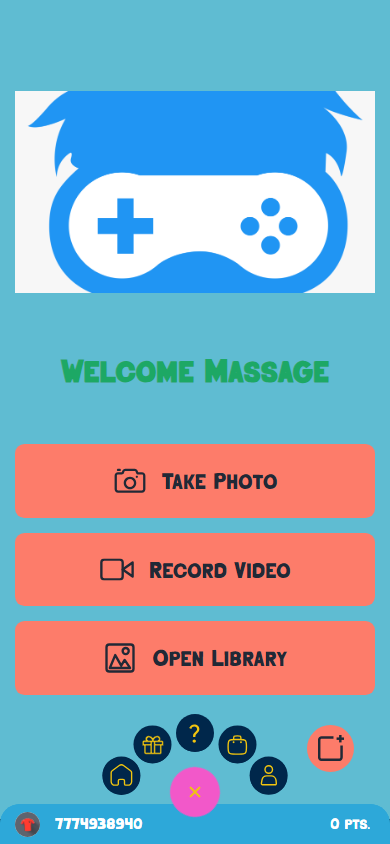 Welcome Massage
Take Photo
Record Video
Open Library
?
7774938940
0 PTS.